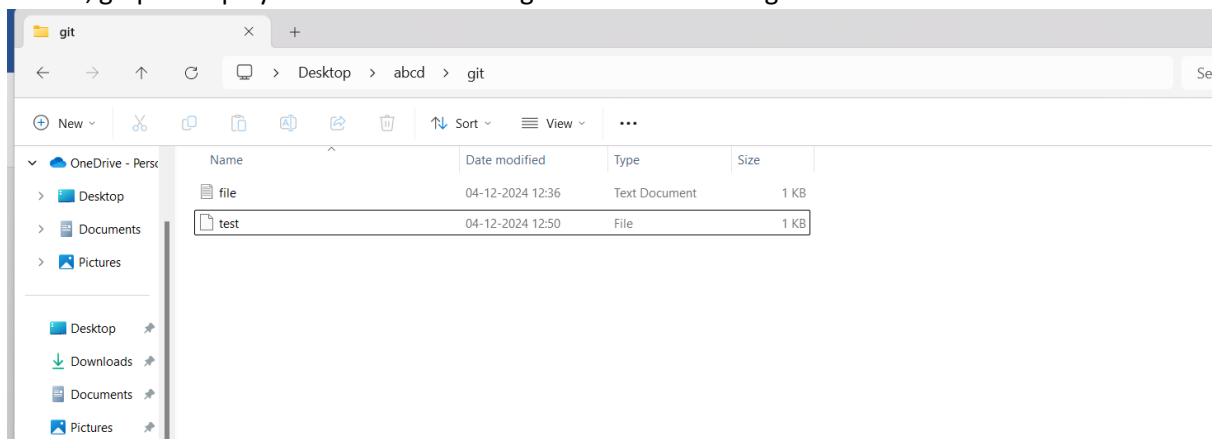 git
Desktop > abcd > git
Se
New
Sort
View
OneDrive - Perso
Name
Date modified
Type
Size
Desktop
file
04-12-2024 12:36
Text Document
1 KB
Documents
test
04-12-2024 12:50
File
1 KB
Pictures
Desktop
Downloads
Documents
Pictures